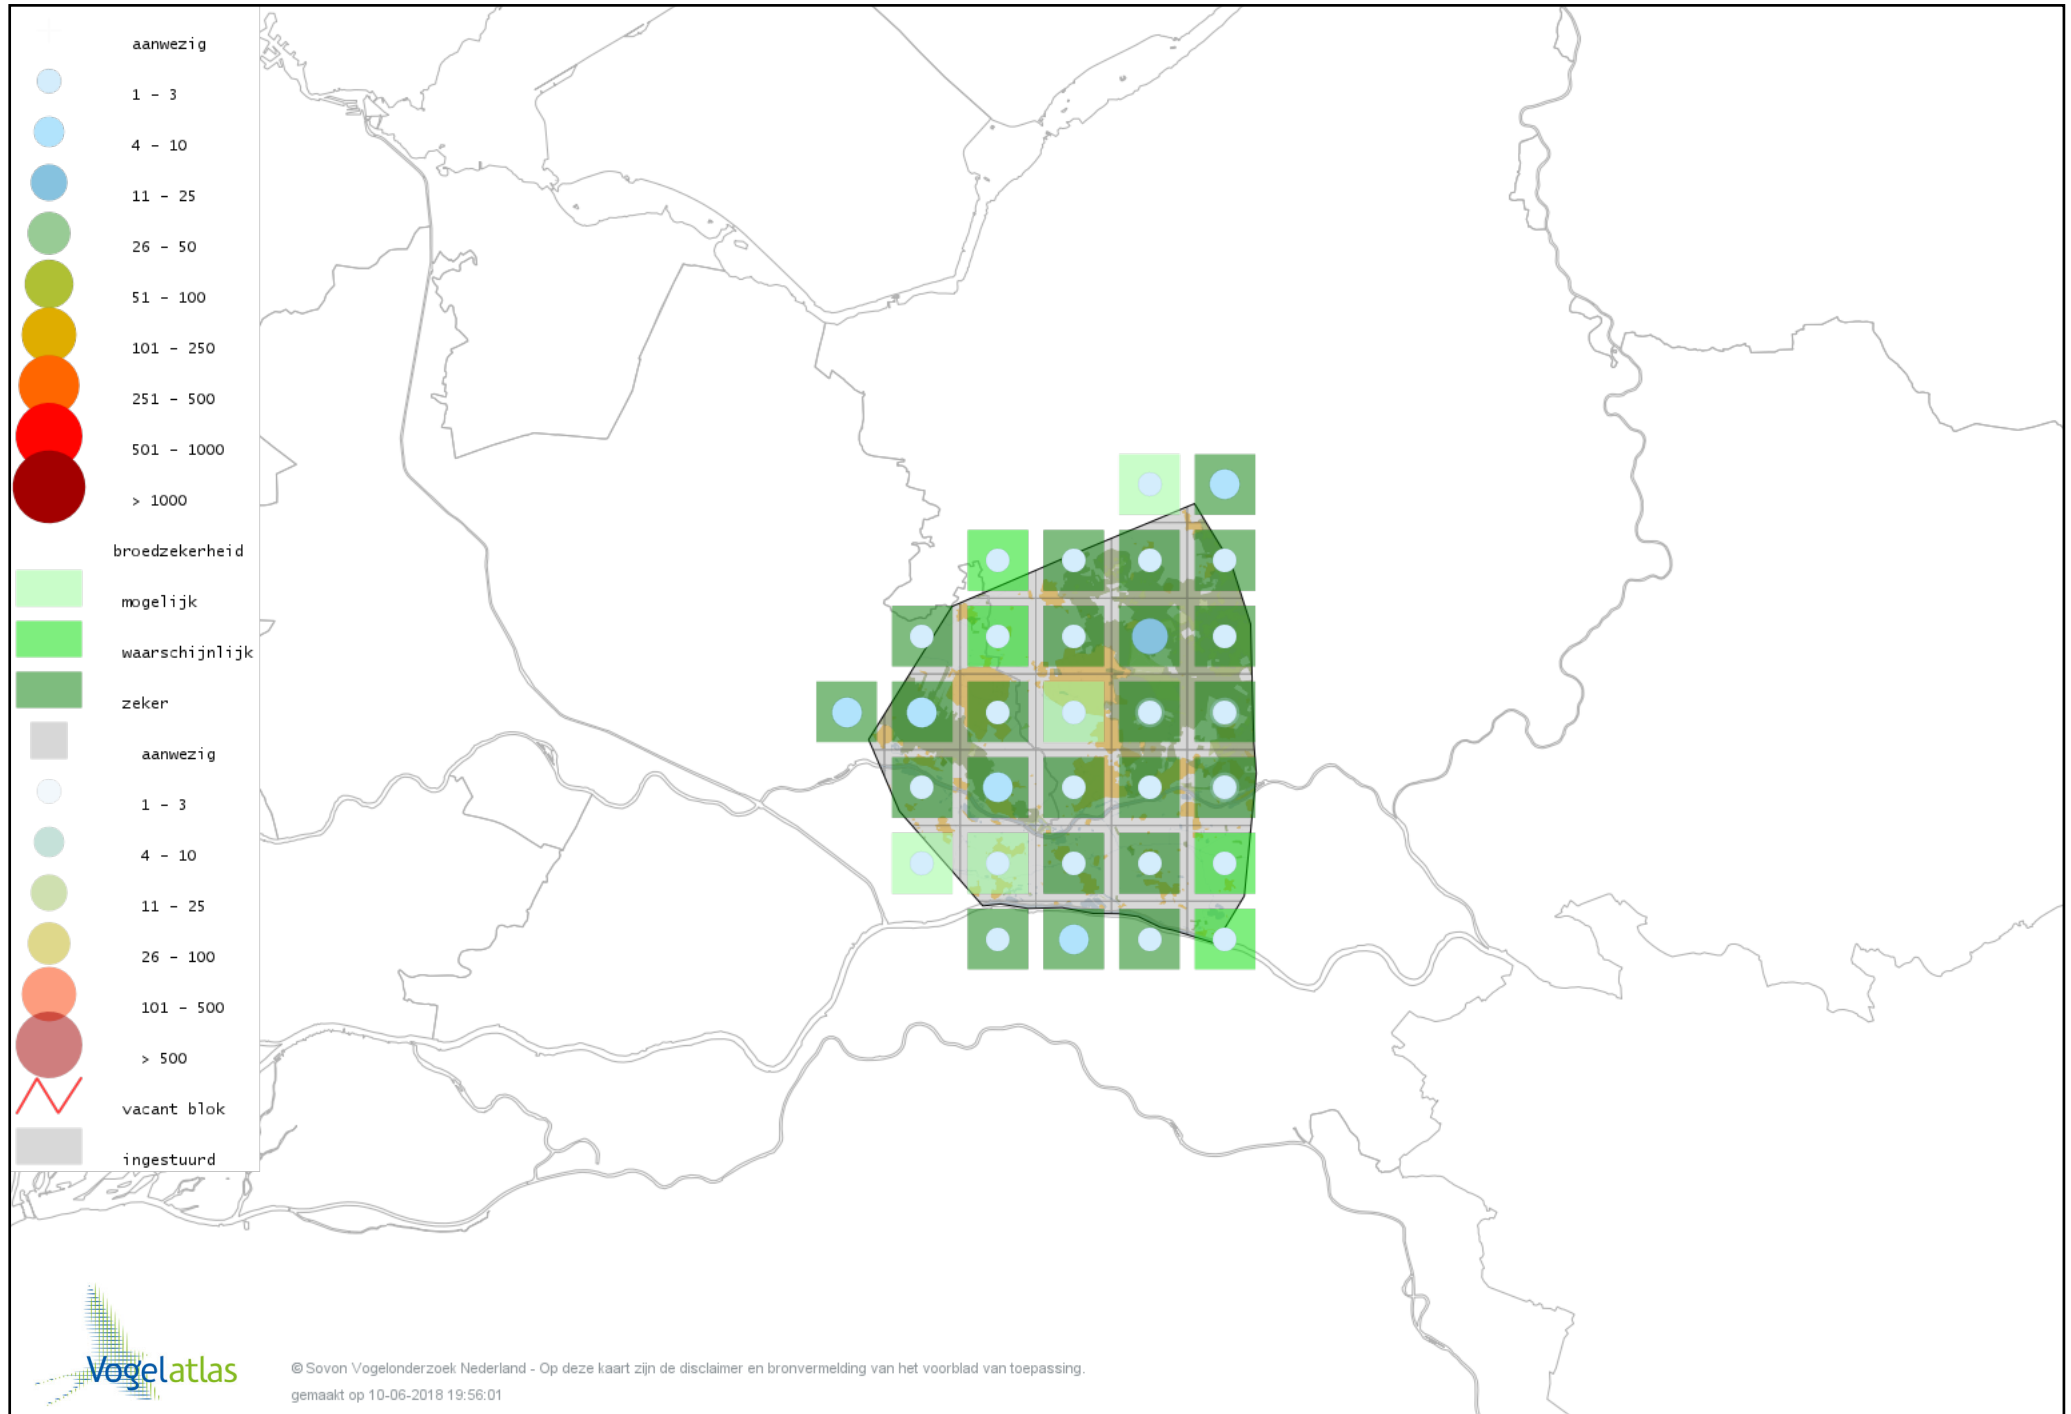 aanwezig
1 - 3
4 - 10
11 - 25
26 - 50
51 - 100
101 - 250
251 - 500
501 - 1000
> 1000
broedzekerheid
mogelijk
waarschijnlijk
zeker
aanwezig
1 - 3
4 - 10
11 - 25
26 - 100
101 - 500
> 500
vacant blok
ingestuurd
Vogelatlas
© Sovon Vogelonderzoek Nederland - Op deze kaart zijn de disclaimer en bronvermelding van het voorblad van toepassing.
gemaakt op 10-06-2018 19:56:01